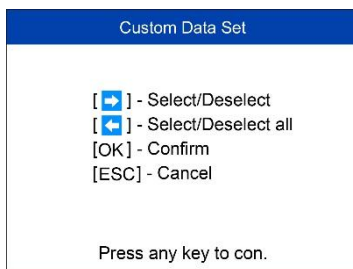 Custom Data Set
[➡] - Select/Deselect
[⬅] - Select/Deselect all
[OK] - Confirm
[ESC] - Cancel
Press any key to con.